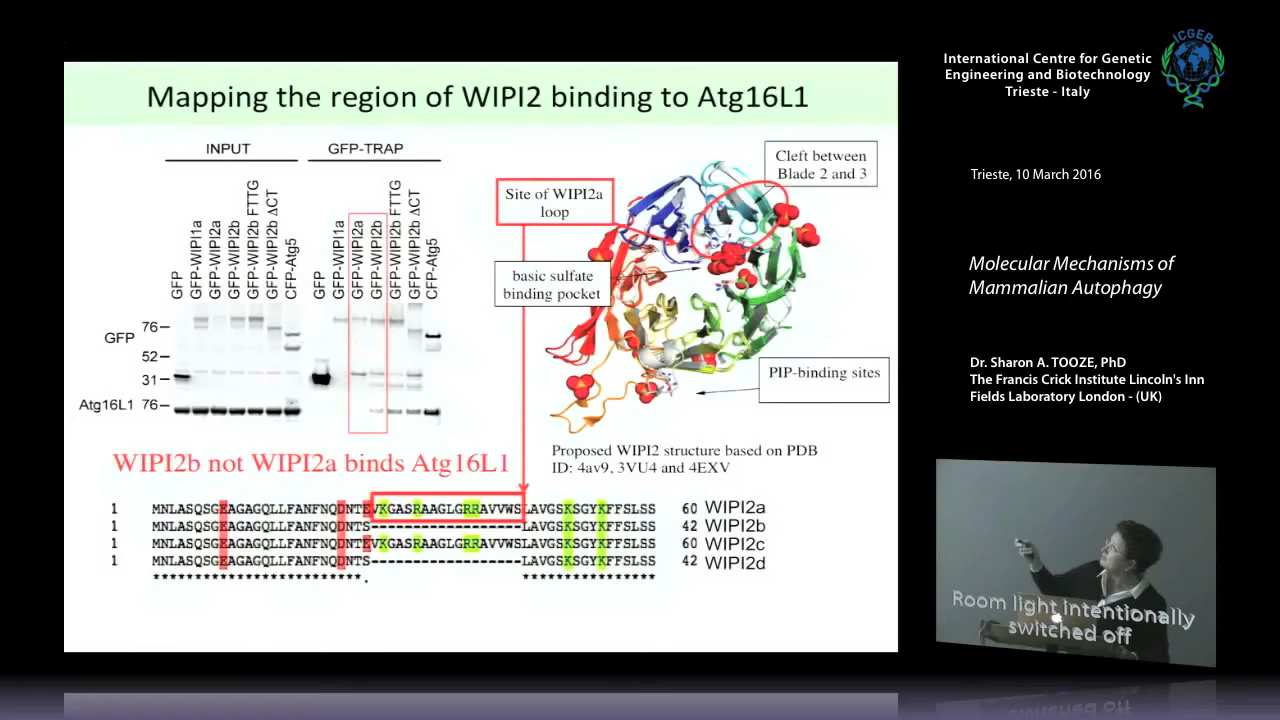 Mapping the region of WIPI2 binding to Atg16L1
INPUT
GFP-TRAP
GFP
GFP-WIPI1a
GFP-WIPI2a
GFP-WIPI2b
GFP-WIPI2b FTTG
GFP-WIPI2b ΔCT
CFP-Atg5
GFP
GFP-WIPI1a
GFP-WIPI2a
GFP-WIPI2b
GFP-WIPI2b FTTG
GFP-WIPI2b ΔCT
CFP-Atg5
GFP
76
52
31
Atg16L1 76
Site of WIPI2a
loop
basic sulfate
binding pocket
Cleft between
Blade 2 and 3
PIP-binding sites
Proposed WIPI2 structure based on PDB
ID: 4av9, 3VU4 and 4EXV
WIPI2b not WIPI2a binds Atg16L1
1 MNLASQSGEAGAGQLLFANFNQDNTEVKGASRAAGLGRRAVVWSLAVGSKSGYKFFSLSS 60 WIPI2a
1 MNLASQSGEAGAGQLLFANFNQDNTS------------------LAVGSKSGYKFFSLSS 42 WIPI2b
1 MNLASQSGEAGAGQLLFANFNQDNTEVKGASRAAGLGRRAVVWSLAVGSKSGYKFFSLSS 60 WIPI2c
1 MNLASQSGEAGAGQLLFANFNQDNTS------------------LAVGSKSGYKFFSLSS 42 WIPI2d
*************************. ****************
ICGEB
International Centre for Genetic
Engineering and Biotechnology
Trieste - Italy
Trieste, 10 March 2016
Molecular Mechanisms of
Mammalian Autophagy
Dr. Sharon A. TOOZE, PhD
The Francis Crick Institute Lincoln's Inn
Fields Laboratory London - (UK)
Room light intentionally
switched off